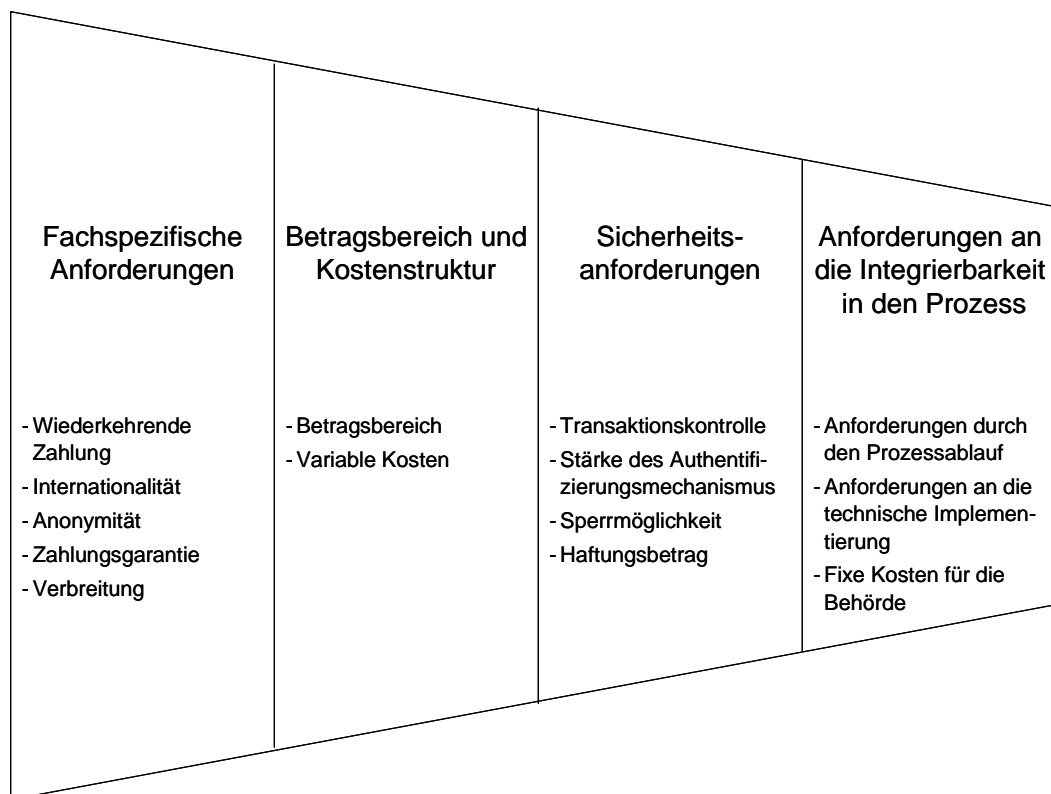 Fachspezifische
Anforderungen
Betragsbereich und
Kostenstruktur
Sicherheits-
anforderungen
Anforderungen an
die Integrierbarkeit
in den Prozess
- Wiederkehrende
Zahlung
- Internationalität
- Anonymität
- Zahlungsgarantie
- Verbreitung
- Betragsbereich
- Variable Kosten
- Transaktionskontrolle
- Stärke des Authentifi-
zierungsmechanismus
- Sperrmöglichkeit
- Haftungsbetrag
- Anforderungen durch
den Prozessablauf
- Anforderungen an die
technische Implemen-
tierung
- Fixe Kosten für die
Behörde